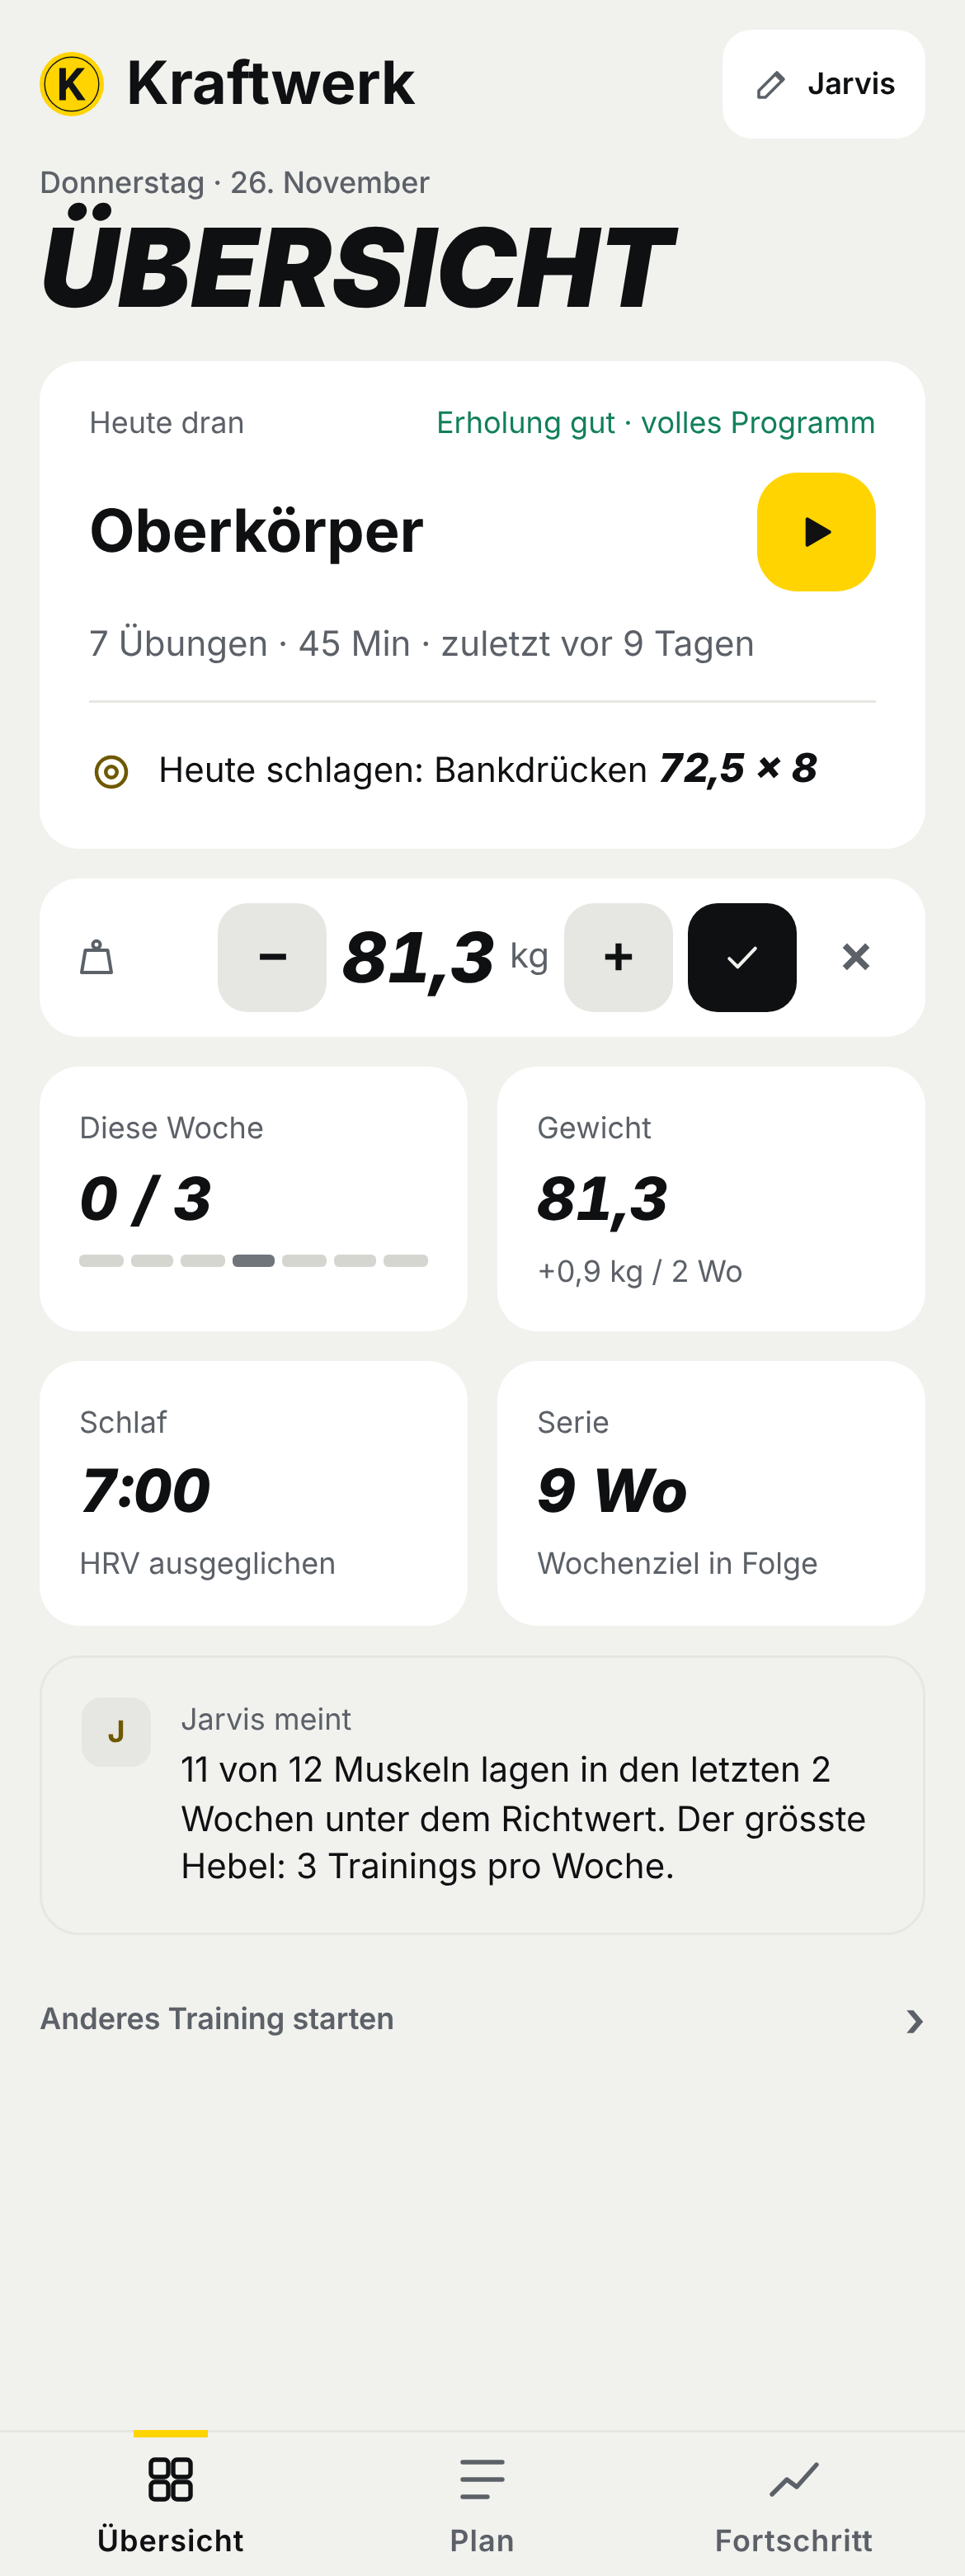 K Kraftwerk
Jarvis
Donnerstag · 26. November
ÜBERSICHT
Heute dran
Erholung gut · volles Programm
Oberkörper
7 Übungen · 45 Min · zuletzt vor 9 Tagen
Heute schlagen: Bankdrücken 72,5 × 8
− 81,3 kg + ✓ ×
Diese Woche
0 / 3
Gewicht
81,3
+0,9 kg / 2 Wo
Schlaf
7:00
HRV ausgeglichen
Serie
9 Wo
Wochenziel in Folge
J
Jarvis meint
11 von 12 Muskeln lagen in den letzten 2
Wochen unter dem Richtwert. Der grösste
Hebel: 3 Trainings pro Woche.
Anderes Training starten ›
Übersicht
Plan
Fortschritt